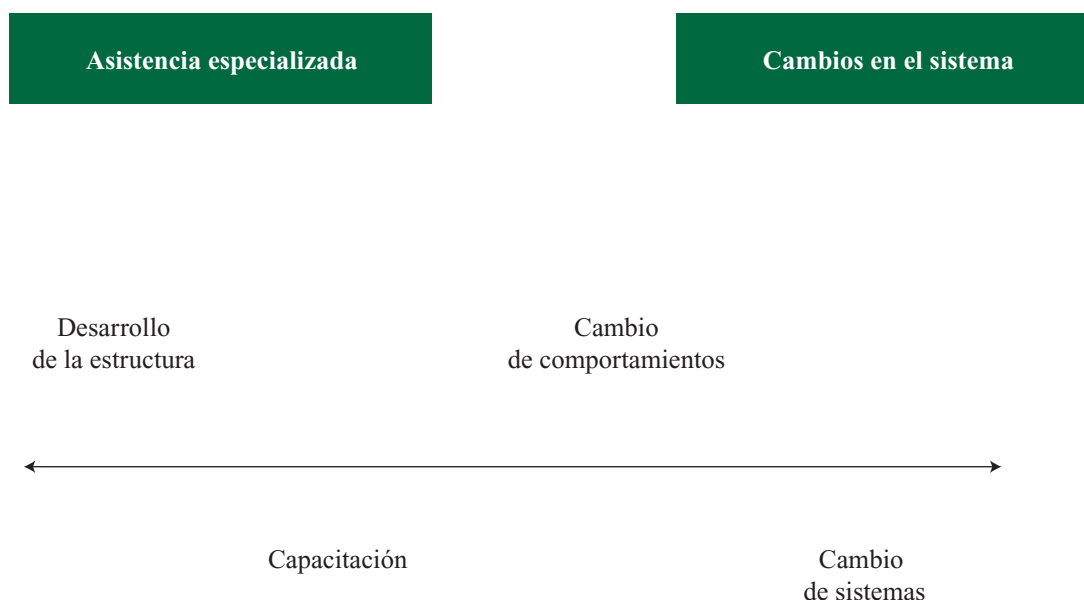 Asistencia especializada
Cambios en el sistema
Desarrollo
de la estructura
Cambio
de comportamientos
Capacitación
Cambio
de sistemas